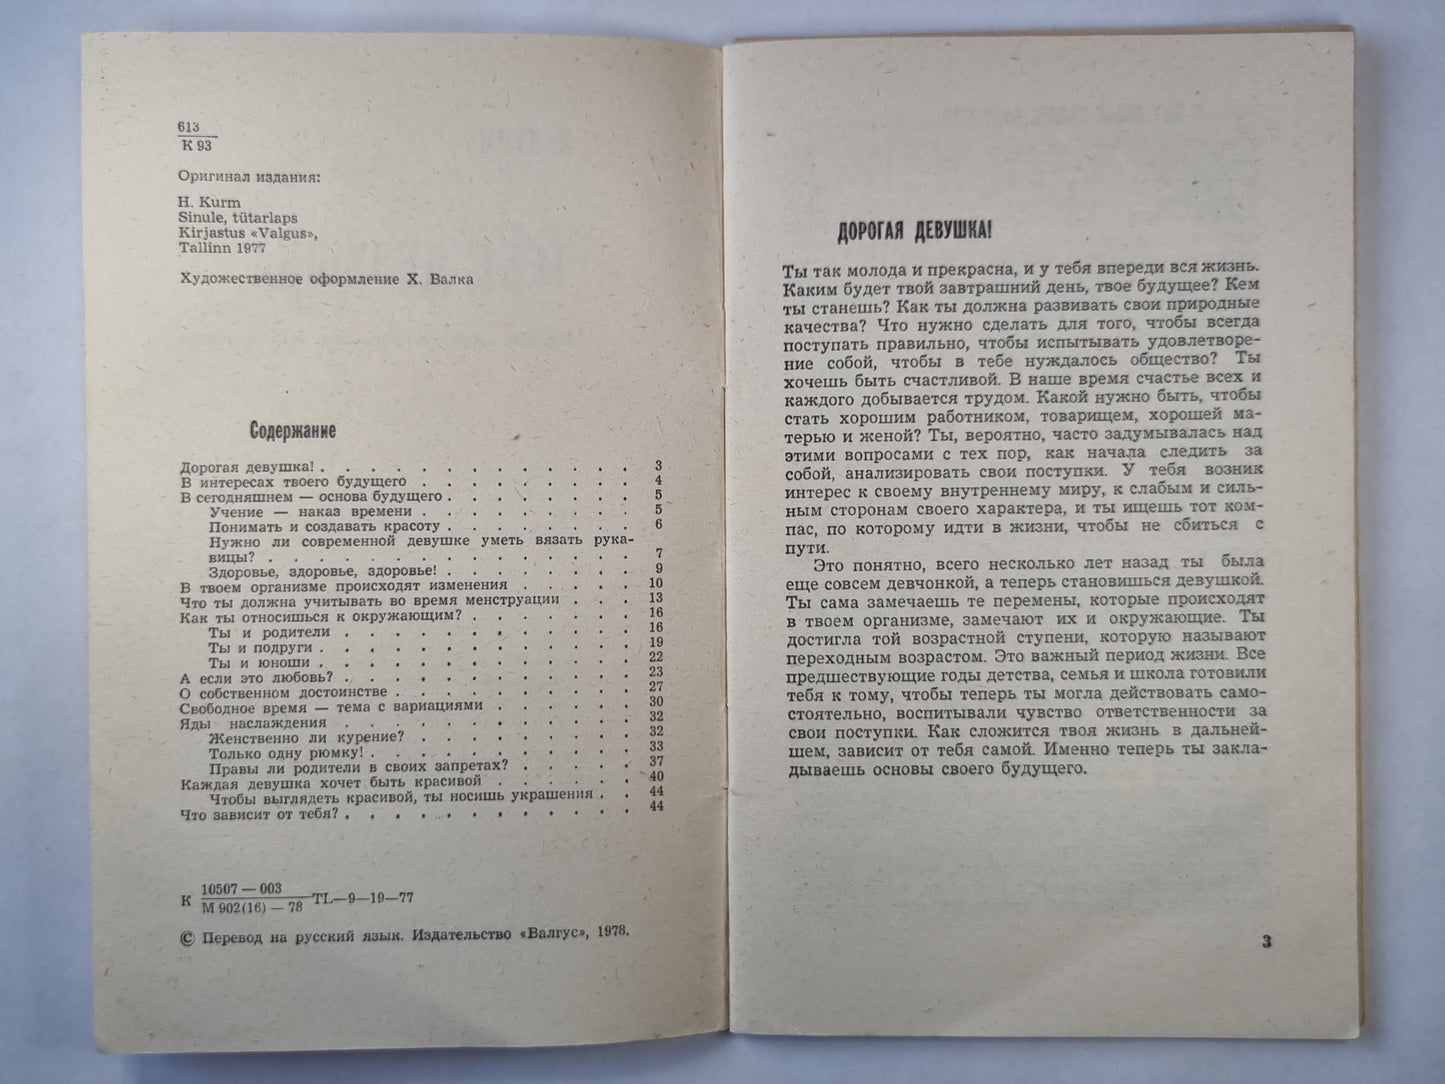 613
К 93
Оригинал издания:
H. Kurm
Sinule, tütarlaps
Kirjastus «Valgus»,
Tallinn 1977
Художественное оформление Х. Валка
Содержание
Дорогая девушка! . . . . . . . . . . . . 3
В интересах твоего будущего . . . . . . . . . 4
В сегодняшнем — основа будущего . . . . . . . . 5
Учение — наказ времени . . . . . . . . . 5
Понимать и создавать красоту . . . . . . . . 6
Нужно ли современной девушке уметь вязать рука-
вицы? . . . . . . . . . . . . . . 7
Здоровье, здоровье, здоровье! . . . . . . . . 9
В твоем организме происходят изменения . . . . . 10
Что ты должна учитывать во время менструации . . . 13
Как ты относишься к окружающим? . . . . . . . 16
Ты и родители . . . . . . . . . . . . 16
Ты и подруги . . . . . . . . . . . . . 19
Ты и юноши . . . . . . . . . . . . . 22
А если это любовь? . . . . . . . . . . . . 23
О собственном достоинстве . . . . . . . . . . 27
Свободное время — тема с вариациями . . . . . . 30
Яды наслаждения . . . . . . . . . . . . 32
Женственно ли курение? . . . . . . . . . 32
Только одну рюмку! . . . . . . . . . . . 33
Правы ли родители в своих запретах? . . . . . 37
Каждая девушка хочет быть красивой . . . . . . 40
Чтобы выглядеть красивой, ты носишь украшения . . 44
Что зависит от тебя? . . . . . . . . . . . . 44
К 10507 — 003
М 902(16) — 78 TL—9—19—77
© Перевод на русский язык. Издательство «Валгус», 1978.
ДОРОГАЯ ДЕВУШКА!
Ты так молода и прекрасна, и у тебя впереди вся жизнь.
Каким будет твой завтрашний день, твое будущее? Кем
ты станешь? Как ты должна развивать свои природные
качества? Что нужно сделать для того, чтобы всегда
поступать правильно, чтобы испытывать удовлетворе-
ние собой, чтобы в тебе нуждалось общество? Ты
хочешь быть счастливой. В наше время счастье всех и
каждого добывается трудом. Какой нужно быть, чтобы
стать хорошим работником, товарищем, хорошей ма-
терью и женой? Ты, вероятно, часто задумывалась над
этими вопросами с тех пор, как начала следить за
собой, анализировать свои поступки. У тебя возник
интерес к своему внутреннему миру, к слабым и силь-
ным сторонам своего характера, и ты ищешь тот ком-
пас, по которому идти в жизни, чтобы не сбиться с
пути.
Это понятно, всего несколько лет назад ты была
еще совсем девчонкой, а теперь становишься девушкой.
Ты сама замечаешь те перемены, которые происходят
в твоем организме, замечают их и окружающие. Ты
достигла той возрастной ступени, которую называют
переходным возрастом. Это важный период жизни. Все
предшествующие годы детства, семья и школа готовили
тебя к тому, чтобы теперь ты могла действовать само-
стоятельно, воспитывали чувство ответственности за
свои поступки. Как сложится твоя жизнь в дальней-
шем, зависит от тебя самой. Именно теперь ты закла-
дываешь основы своего будущего.
3